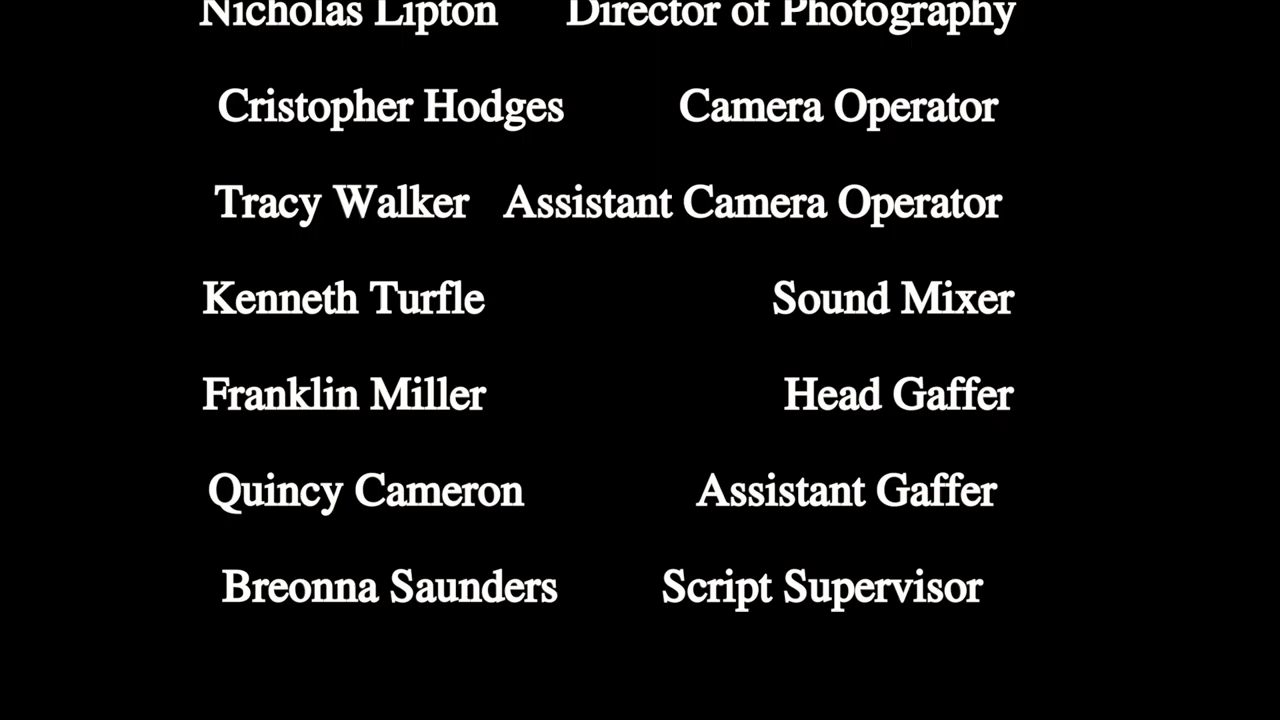 Nicholas Lipton Director of Photography
Cristopher Hodges Camera Operator
Tracy Walker Assistant Camera Operator
Kenneth Turfle Sound Mixer
Franklin Miller Head Gaffer
Quincy Cameron Assistant Gaffer
Breonna Saunders Script Supervisor